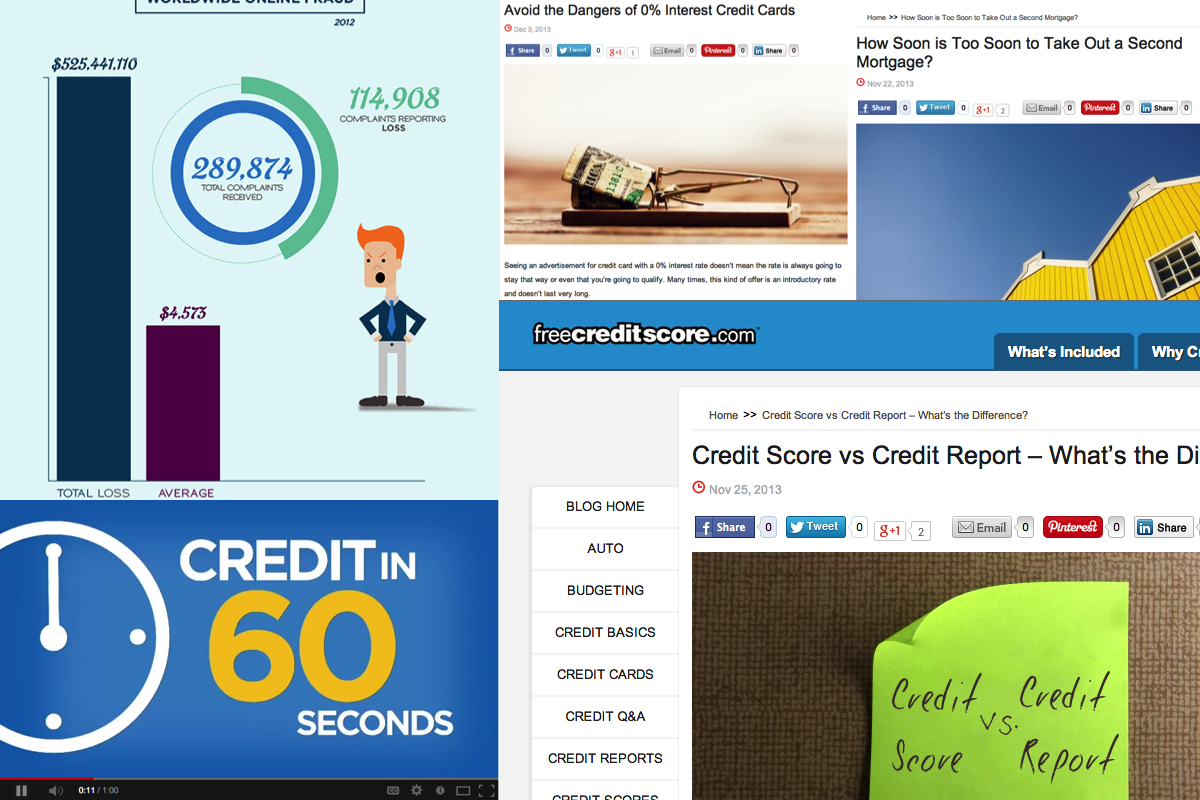 WORLDWIDE ONLINE FRAUD
2012
$525,441,110
114,908
COMPLAINTS REPORTING
LOSS
289,874
TOTAL COMPLAINTS
RECEIVED
$4,573
TOTAL LOSS
AVERAGE
CREDIT IN
60
SECONDS
0:11 / 1:00
CC
Avoid the Dangers of 0% Interest Credit Cards
Dec 3, 2013
f Share 0 Tweet 0 g+1 1 Email 0 Pinterest 0 in Share 0
Seeing an advertisement for credit card with a 0% interest rate doesn't mean the rate is always going to
stay that way or even that you're going to qualify. Many times, this kind of offer is an introductory rate
and doesn't last very long.
Home >> How Soon is Too Soon to Take Out a Second Mortgage?
How Soon is Too Soon to Take Out a Second
Mortgage?
Nov 22, 2013
f Share 0 Tweet 0 g+1 2 Email 0 Pinterest 0 in Share 0
freecreditscore.com™
What's Included
Why Cr
Home >> Credit Score vs Credit Report – What's the Difference?
Credit Score vs Credit Report – What's the Di
Nov 25, 2013
f Share 0 Tweet 0 g+1 2 Email 0 Pinterest 0 in Share
BLOG HOME
AUTO
BUDGETING
CREDIT BASICS
CREDIT CARDS
CREDIT Q&A
CREDIT REPORTS
CREDIT SCORES
Credit vs. Credit
Score Report